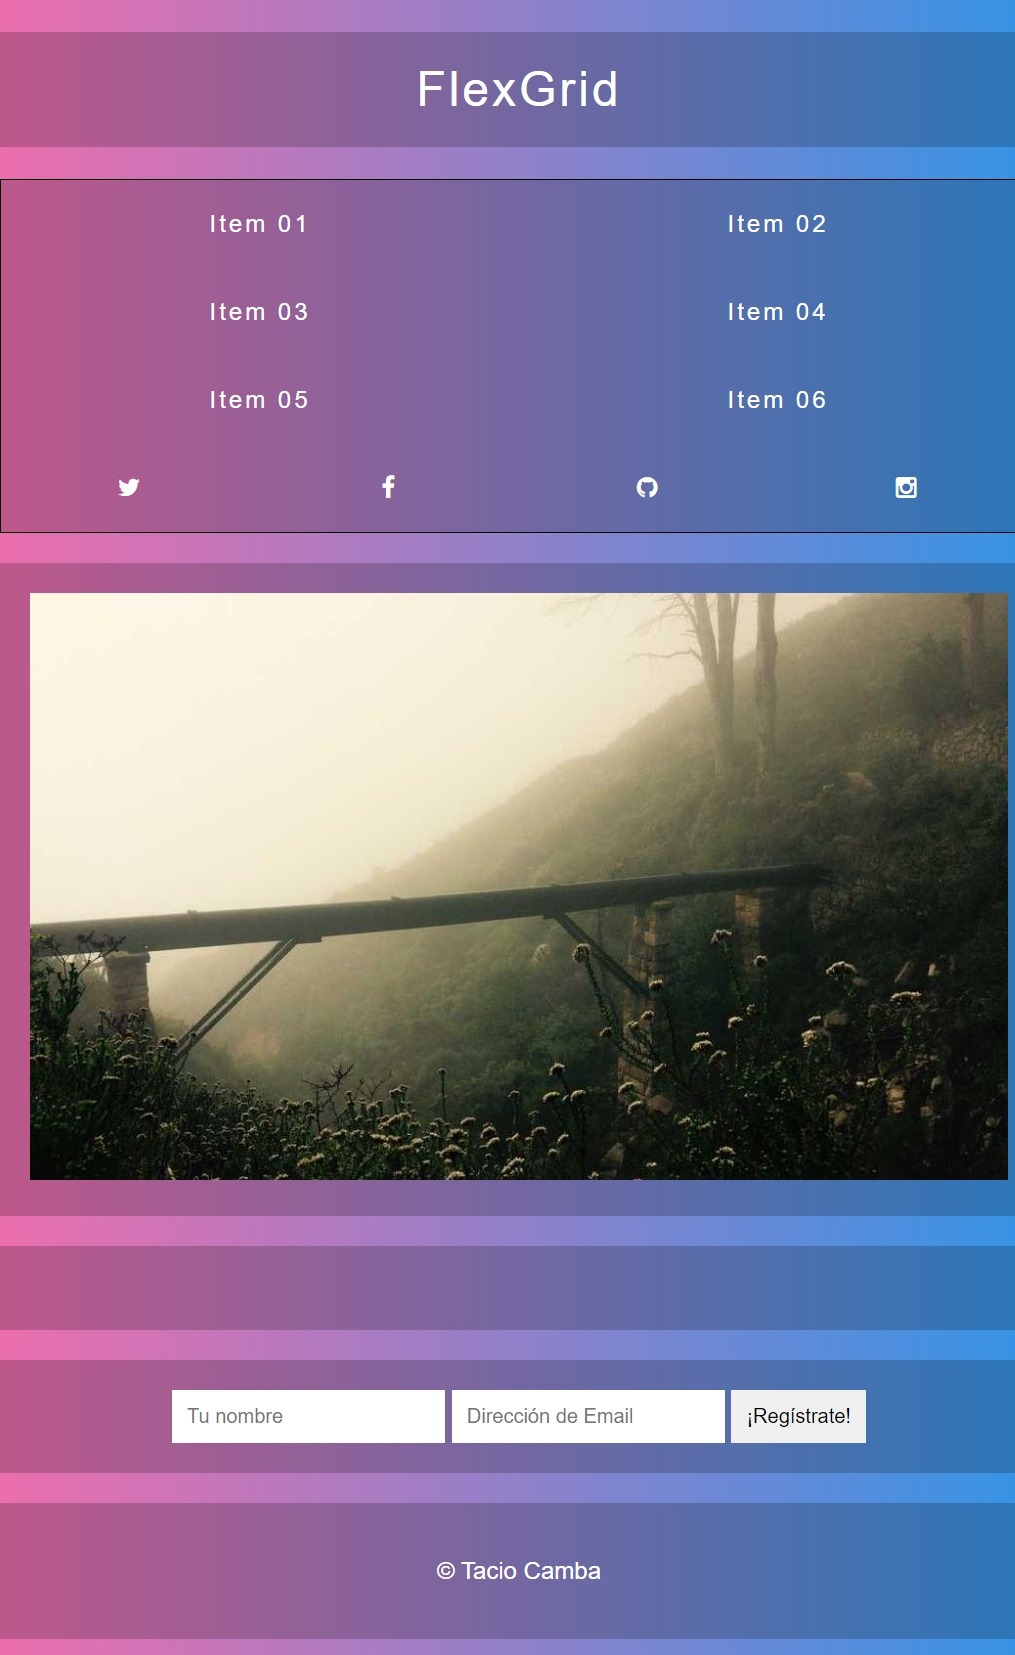 FlexGrid
Item 01 Item 02
Item 03 Item 04
Item 05 Item 06
Tu nombre Dirección de Email ¡Regístrate!
© Tacio Camba